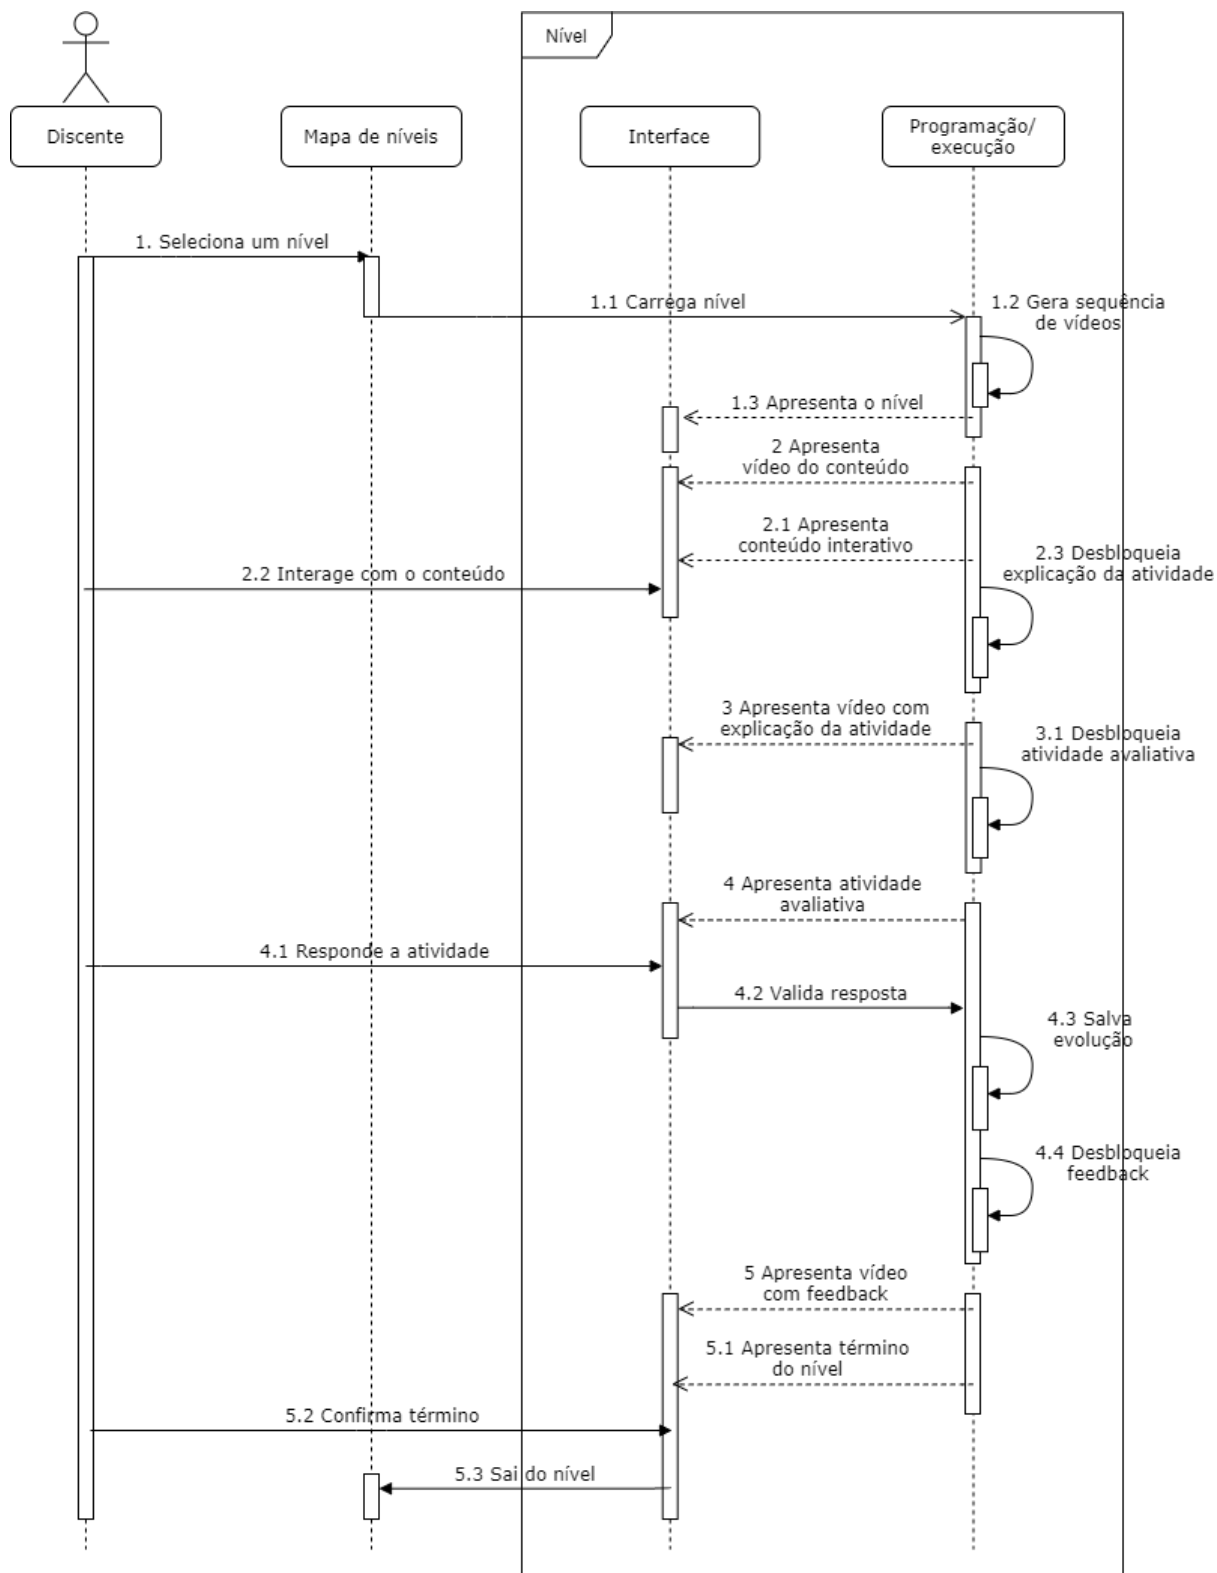 Nível
Discente
Mapa de níveis
Interface
Programação/
execução
1. Seleciona um nível
1.1 Carrega nível
1.2 Gera sequência
de vídeos
1.3 Apresenta o nível
2 Apresenta
vídeo do conteúdo
2.1 Apresenta
conteúdo interativo
2.2 Interage com o conteúdo
2.3 Desbloqueia
explicação da atividade
3 Apresenta vídeo com
explicação da atividade
3.1 Desbloqueia
atividade avaliativa
4 Apresenta atividade
avaliativa
4.1 Responde a atividade
4.2 Valida resposta
4.3 Salva
evolução
4.4 Desbloqueia
feedback
5 Apresenta vídeo
com feedback
5.1 Apresenta término
do nível
5.2 Confirma término
5.3 Sai do nível